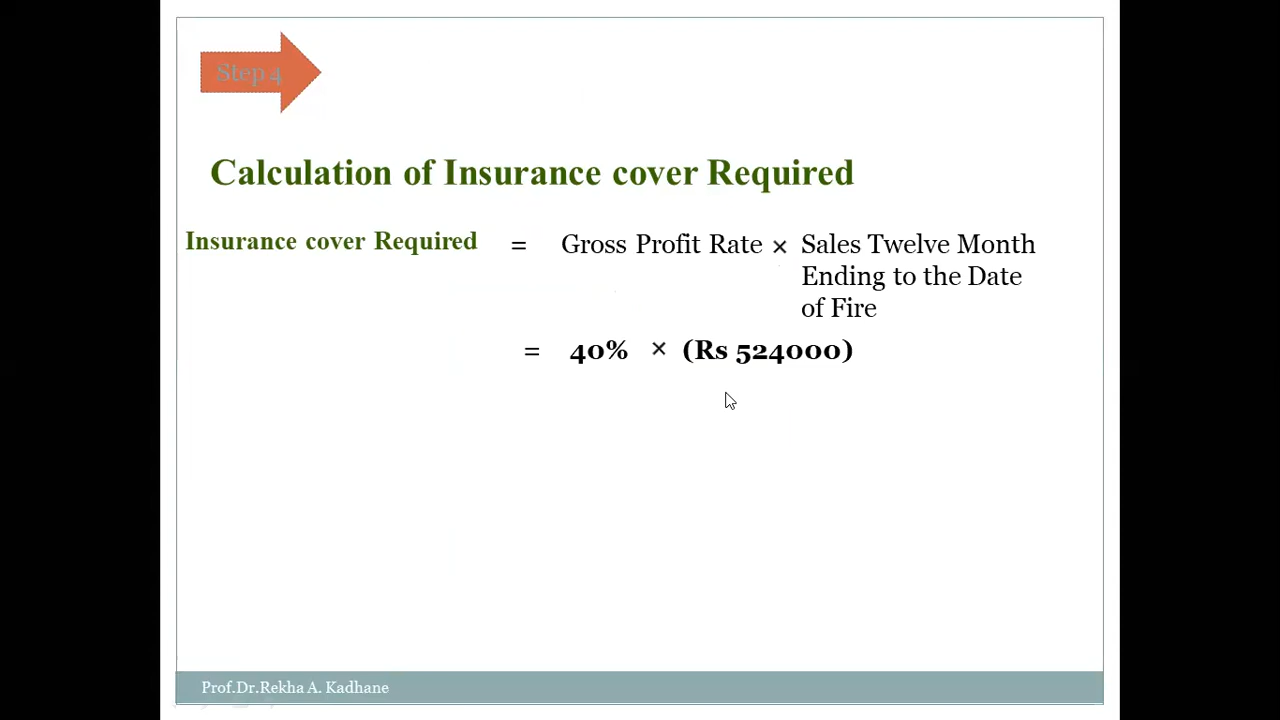 Step 4
Calculation of Insurance cover Required
Insurance cover Required = Gross Profit Rate × Sales Twelve Month
Ending to the Date
of Fire
= 40% × (Rs 524000)
Prof.Dr.Rekha A. Kadhane